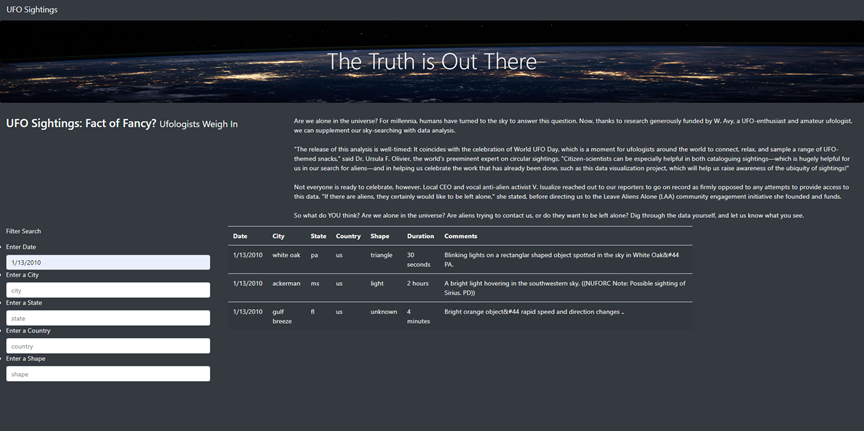 UFO Sightings
The Truth is Out There
UFO Sightings: Fact of Fancy? Ufologists Weigh In
Are we alone in the universe? For millennia, humans have turned to the sky to answer this question. Now, thanks to research generously funded by W. Avy, a UFO-enthusiast and amateur ufologist,
we can supplement our sky-searching with data analysis.
"The release of this analysis is well-timed: It coincides with the celebration of World UFO Day, which is a moment for ufologists around the world to connect, relax, and sample a range of UFO-
themed snacks," said Dr. Ursula F. Olivier, the world's preeminent expert on circular sightings. "Citizen-scientists can be especially helpful in both cataloguing sightings—which is hugely helpful for
us in our search for aliens—and in helping us celebrate the work that has already been done, such as this data visualization project, which will help us raise awareness of the ubiquity of sightings!"
Not everyone is ready to celebrate, however. Local CEO and vocal anti-alien activist V. Isualize reached out to our reporters to go on record as firmly opposed to any attempts to provide access to
this data. "If there are aliens, they certainly would like to be left alone," she stated, before directing us to the Leave Aliens Alone (LAA) community engagement initiative she founded and funds.
So what do YOU think? Are we alone in the universe? Are aliens trying to contact us, or do they want to be left alone? Dig through the data yourself, and let us know what you see.
Filter Search
Enter Date
1/13/2010
Enter a City
city
Enter a State
state
Enter a Country
country
Enter a Shape
shape
Date City State Country Shape Duration Comments
1/13/2010 white oak pa us triangle 30 seconds Blinking lights on a rectanglar shaped object spotted in the sky in White Oak&#44
PA.
1/13/2010 ackerman ms us light 2 hours A bright light hovering in the southwestern sky. ((NUFORC Note: Possible sighting of
Sirius. PD))
1/13/2010 gulf breeze fl us unknown 4 minutes Bright orange object&#44 rapid speed and direction changes ..